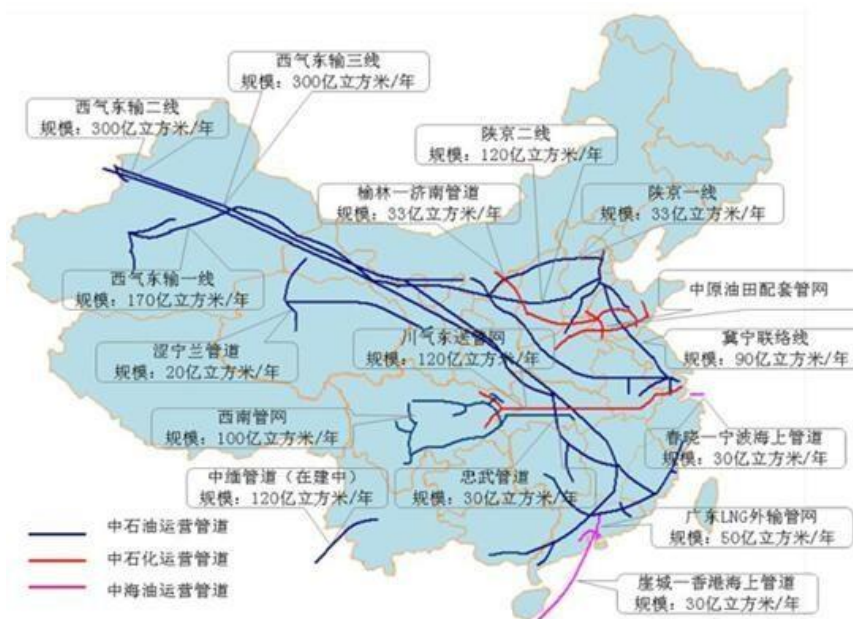 西气东输三线
规模：300亿立方米/年
西气东输二线
规模：300亿立方米/年
陕京二线
规模：120亿立方米/年
榆林一济南管道
规模：33亿立方米/年
陕京一线
规模：33亿立方米/年
西气东输一线
规模：170亿立方米/年
中原油田配套管网
涩宁兰管道
规模：20亿立方米/年
川气东送管网
规模：120亿立方米/年
冀宁联络线
规模：90亿立方米/年
西南管网
规模：100亿立方米/年
春晓一宁波海上管道
规模：30亿立方米/年
中缅管道（在建中）
规模：120亿立方米/年
忠武管道
规模：30亿立方米/年
广东LNG外输管网
规模：50亿立方米/年
崖城一香港海上管道
规模：30亿立方米/年
中石油运营管道
中石化运营管道
中海油运营管道